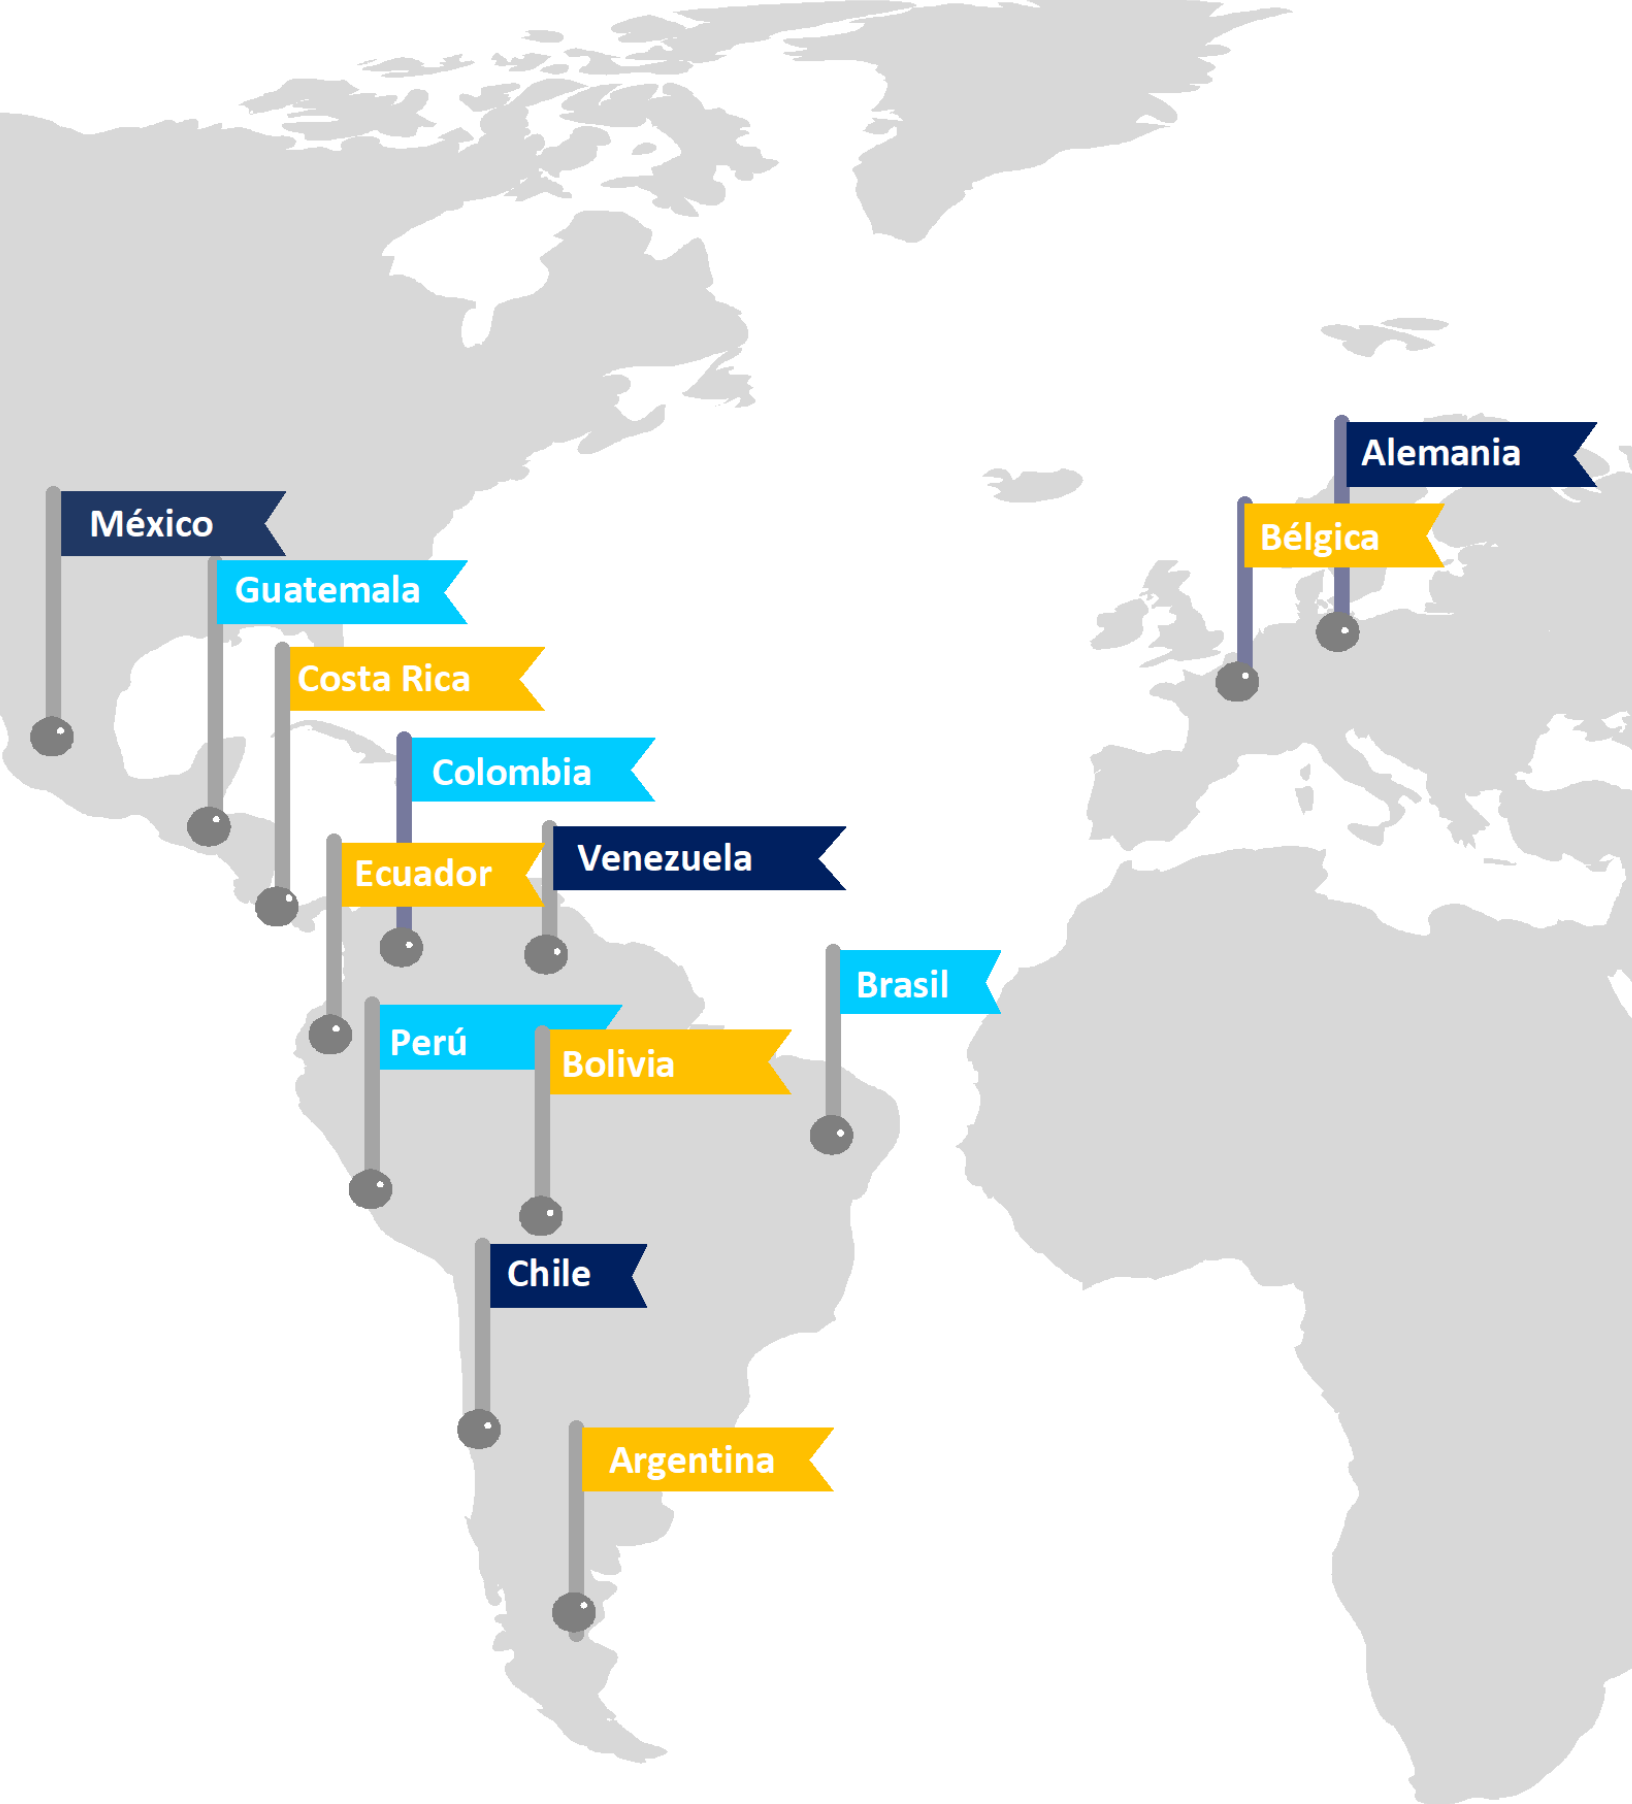 Alemania
México
Bélgica
Guatemala
Costa Rica
Colombia
Venezuela
Ecuador
Brasil
Perú
Bolivia
Chile
Argentina